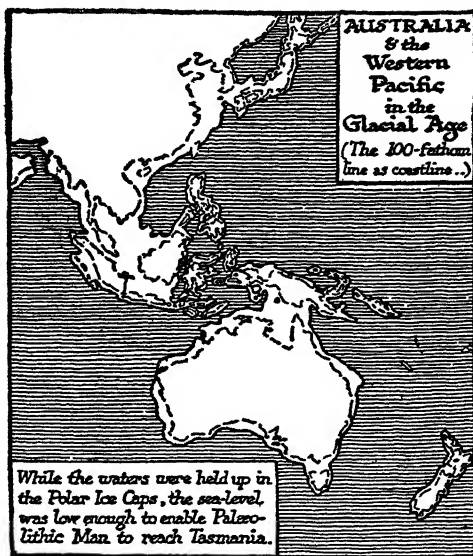 AUSTRALIA
& the
Western
Pacific
in the
Glacial Age
(The 100-fathom
line as coastline..)
While the waters were held up in
the Polar Ice Caps, the sea-level
was low enough to enable Palæo-
lithic Man to reach Tasmania.